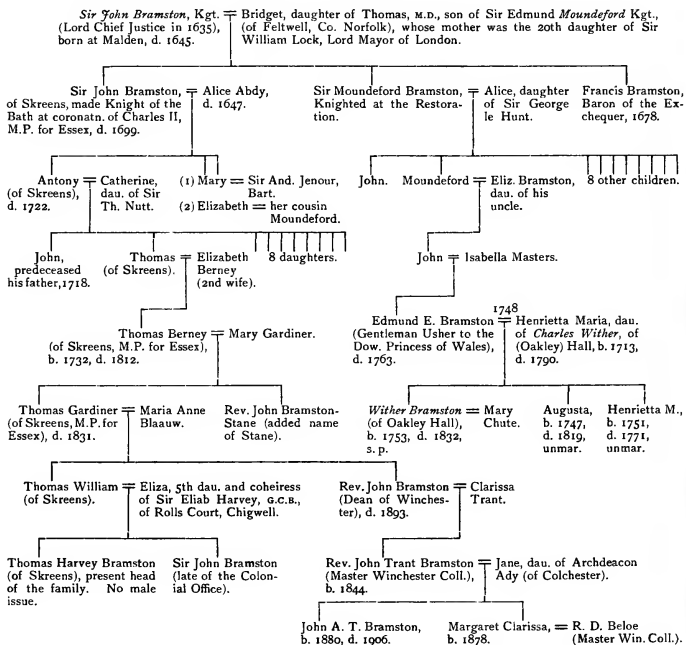 Sir John Bramston, Kgt. = Bridget, daughter of Thomas, M.D., son of Sir Edmund Moundeford Kgt.,
(Lord Chief Justice in 1635), (of Feltwell, Co. Norfolk), whose mother was the 20th daughter of Sir
born at Malden, d. 1645. William Lock, Lord Mayor of London.
Sir John Bramston, = Alice Abdy,
of Skreens, made Knight of the d. 1647.
Bath at coronatn. of Charles II,
M.P. for Essex, d. 1699.
Sir Moundeford Bramston, = Alice, daughter
Knighted at the Restora- of Sir George
tion. le Hunt.
Francis Bramston,
Baron of the Ex-
chequer, 1678.
Antony = Catherine,
(of Skreens), dau. of Sir
d. 1722. Th. Nutt.
(1) Mary = Sir And. Jenour,
Bart.
(2) Elizabeth = her cousin
Moundeford.
John. Moundeford = Eliz. Bramston,
dau. of his
uncle.
8 other children.
John,
predeceased
his father, 1718.
Thomas = Elizabeth
(of Skreens). Berney
(2nd wife).
8 daughters.
John = Isabella Masters.
Thomas Berney = Mary Gardiner.
(of Skreens, M.P. for Essex),
b. 1732, d. 1812.
1748
Edmund E. Bramston = Henrietta Maria, dau.
(Gentleman Usher to the of Charles Wither, of
Dow. Princess of Wales), (Oakley) Hall, b. 1713,
d. 1763. d. 1790.
Thomas Gardiner = Maria Anne
(of Skreens, M.P. for Blaauw.
Essex), d. 1831.
Rev. John Bramston-
Stane (added name
of Stane).
Wither Bramston = Mary
(of Oakley Hall), Chute.
b. 1753, d. 1832,
s.p.
Augusta,
b. 1747,
d. 1819,
unmar.
Henrietta M.,
b. 1751,
d. 1771,
unmar.
Thomas William = Eliza, 5th dau. and coheiress
(of Skreens). of Sir Eliab Harvey, G.C.B.,
of Rolls Court, Chigwell.
Rev. John Bramston = Clarissa
(Dean of Winches- Trant.
ter), d. 1893.
Thomas Harvey Bramston
(of Skreens), present head
of the family. No male
issue.
Sir John Bramston
(late of the Colon-
ial Office).
Rev. John Trant Bramston = Jane, dau. of Archdeacon
(Master Winchester Coll.), Ady (of Colchester).
b. 1844.
John A. T. Bramston,
b. 1880, d. 1906.
Margaret Clarissa, = R. D. Beloe
b. 1878. (Master Win. Coll.).